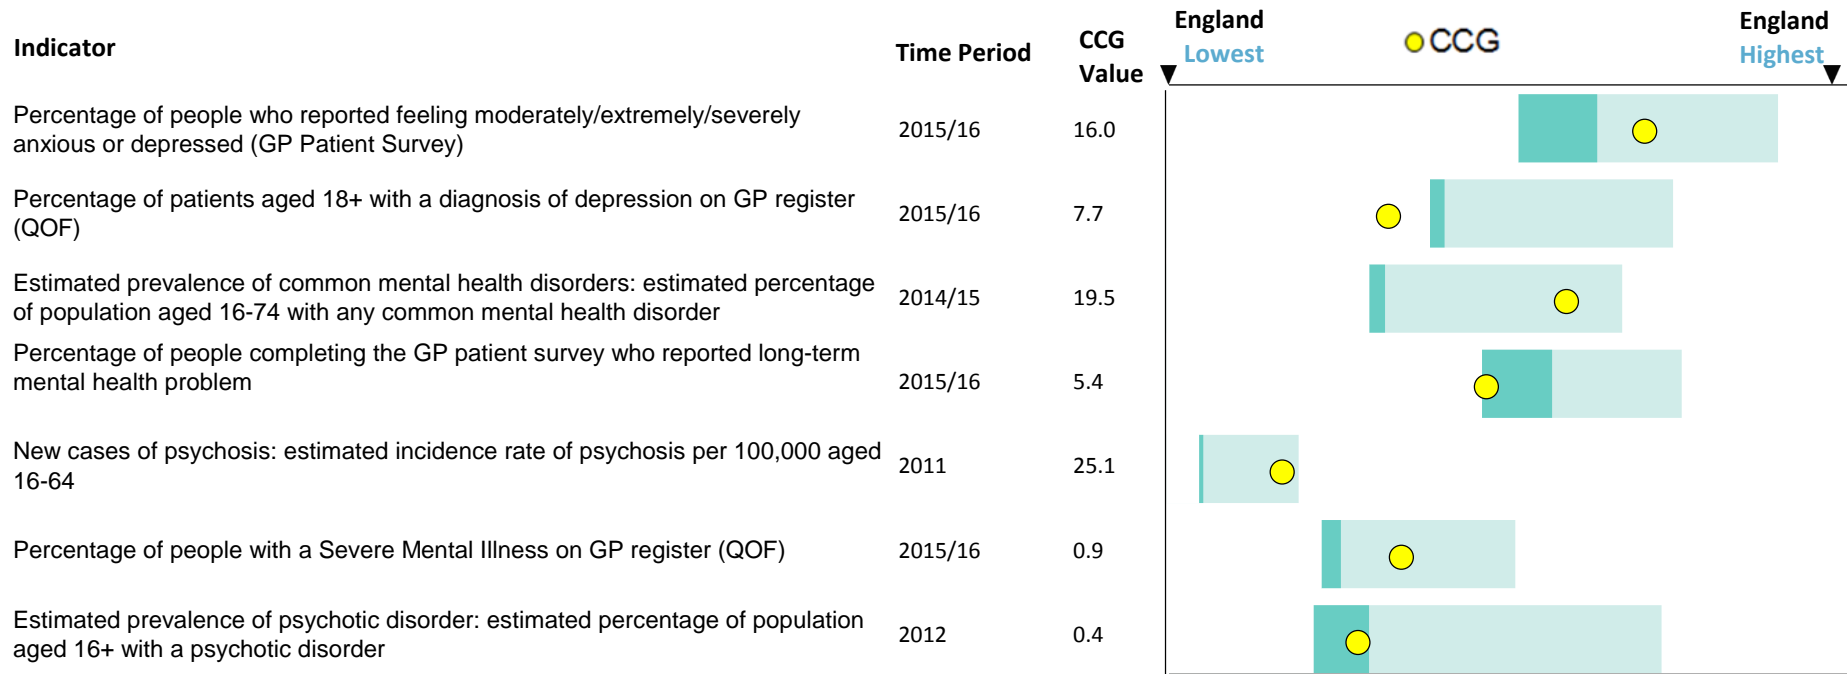 England England
Indicator Time Period CCG Value Lowest CCG Highest
Percentage of people who reported feeling moderately/extremely/severely
anxious or depressed (GP Patient Survey) 2015/16 16.0
Percentage of patients aged 18+ with a diagnosis of depression on GP register
(QOF) 2015/16 7.7
Estimated prevalence of common mental health disorders: estimated percentage
of population aged 16-74 with any common mental health disorder 2014/15 19.5
Percentage of people completing the GP patient survey who reported long-term
mental health problem 2015/16 5.4
New cases of psychosis: estimated incidence rate of psychosis per 100,000 aged
16-64 2011 25.1
Percentage of people with a Severe Mental Illness on GP register (QOF) 2015/16 0.9
Estimated prevalence of psychotic disorder: estimated percentage of population
aged 16+ with a psychotic disorder 2012 0.4